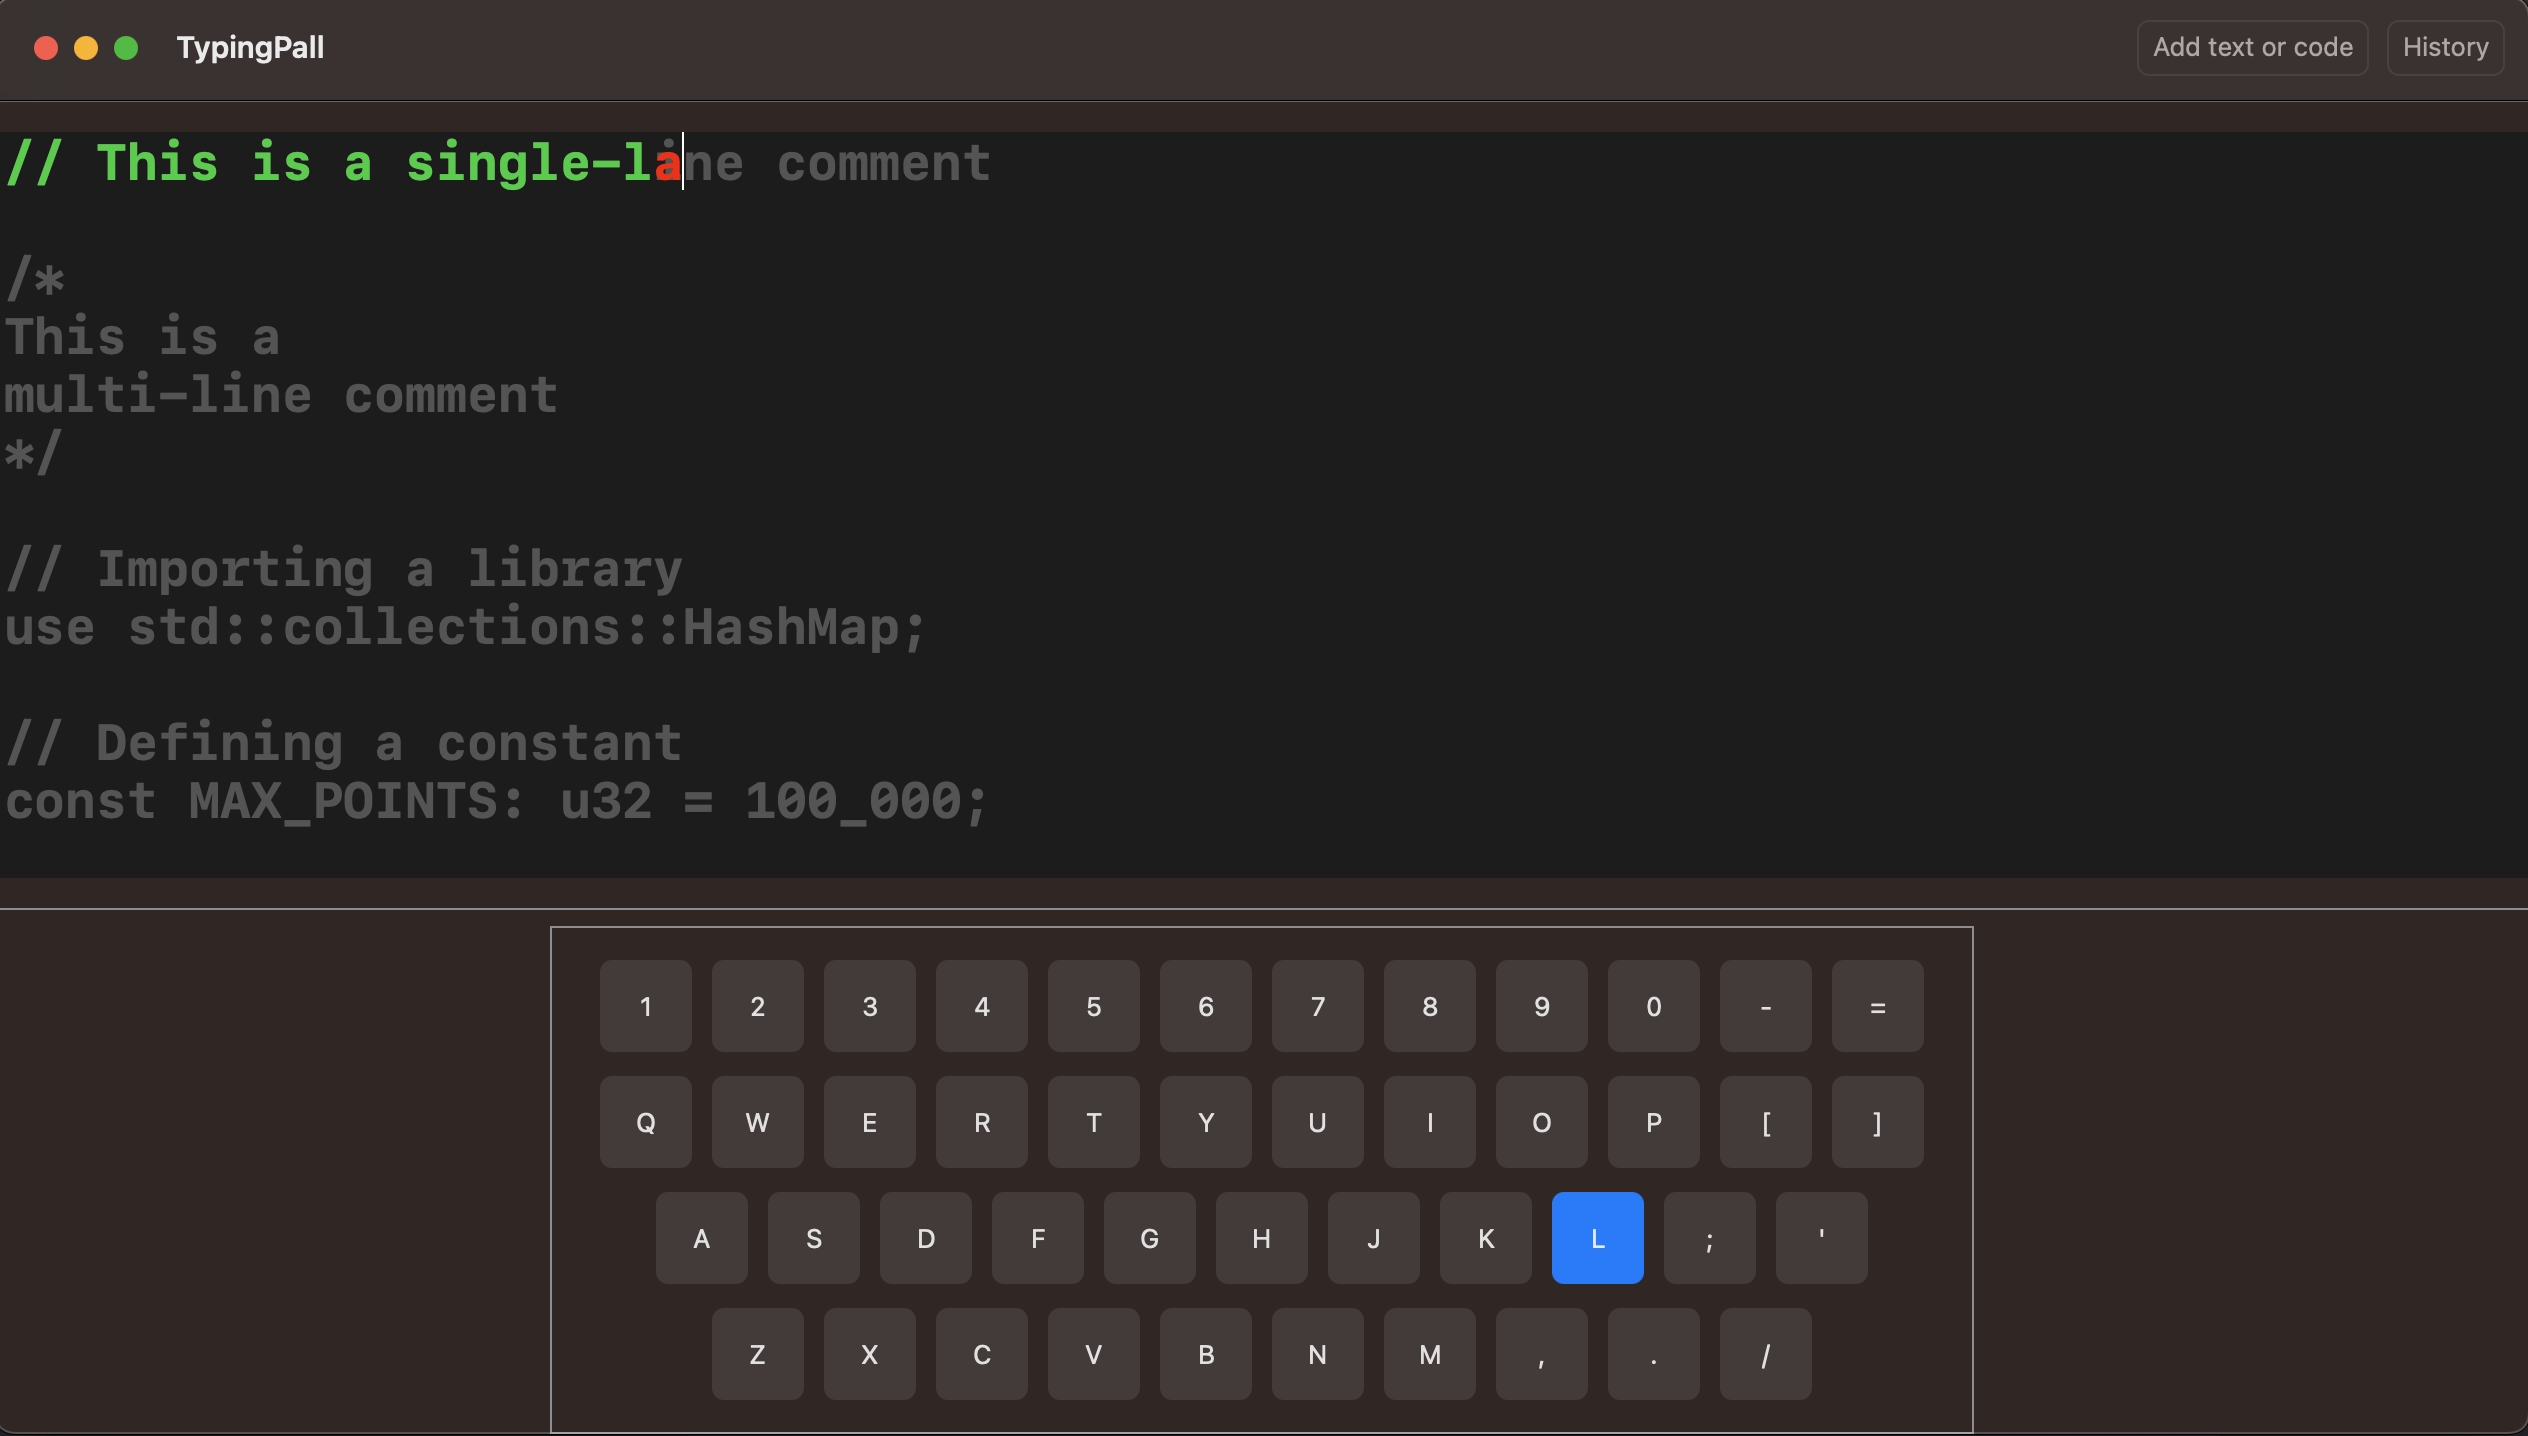 TypingPall
Add text or code
History
// This is a single-lane comment
/*
This is a
multi-line comment
*/
// Importing a library
use std::collections::HashMap;
// Defining a constant
const MAX_POINTS: u32 = 100_000;
1 2 3 4 5 6 7 8 9 0 - =
Q W E R T Y U I O P [ ]
A S D F G H J K L ; '
Z X C V B N M , . /